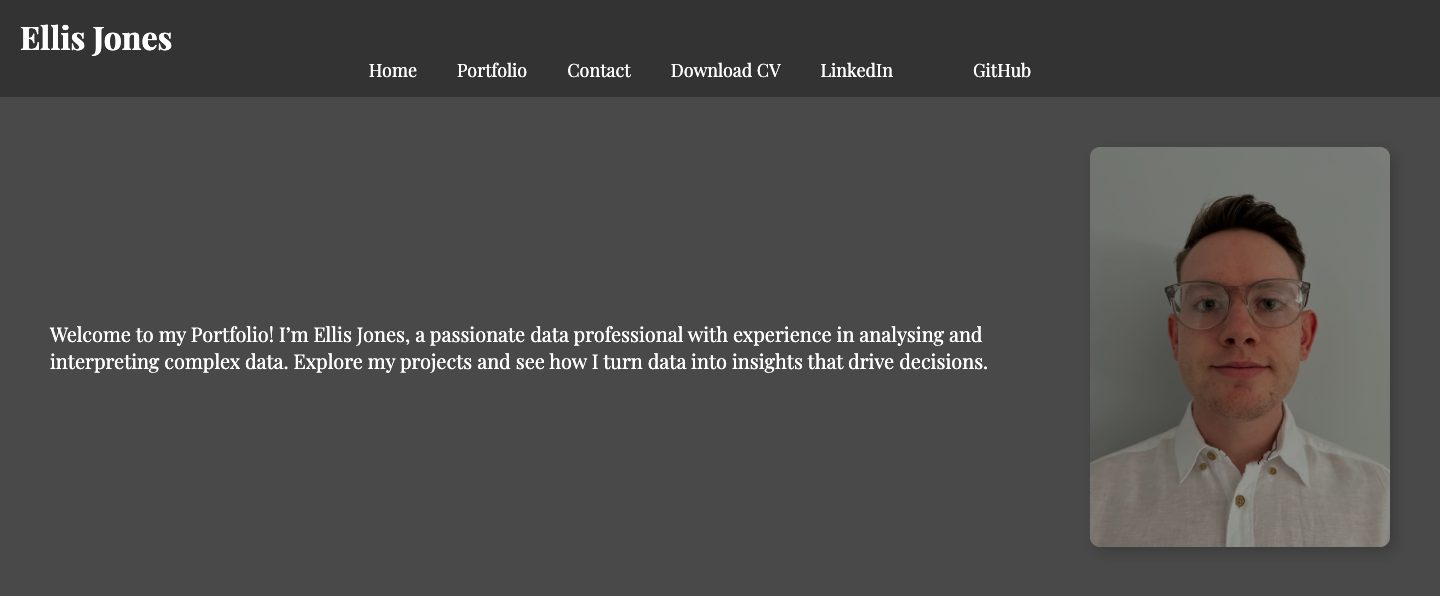 Ellis Jones
Home Portfolio Contact Download CV LinkedIn GitHub
Welcome to my Portfolio! I’m Ellis Jones, a passionate data professional with experience in analysing and
interpreting complex data. Explore my projects and see how I turn data into insights that drive decisions.